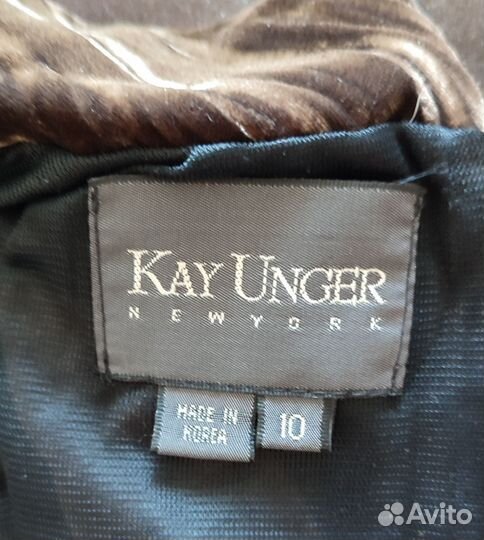 KAY UNGER
NEW YORK
MADE IN
KOREA
10
Avito